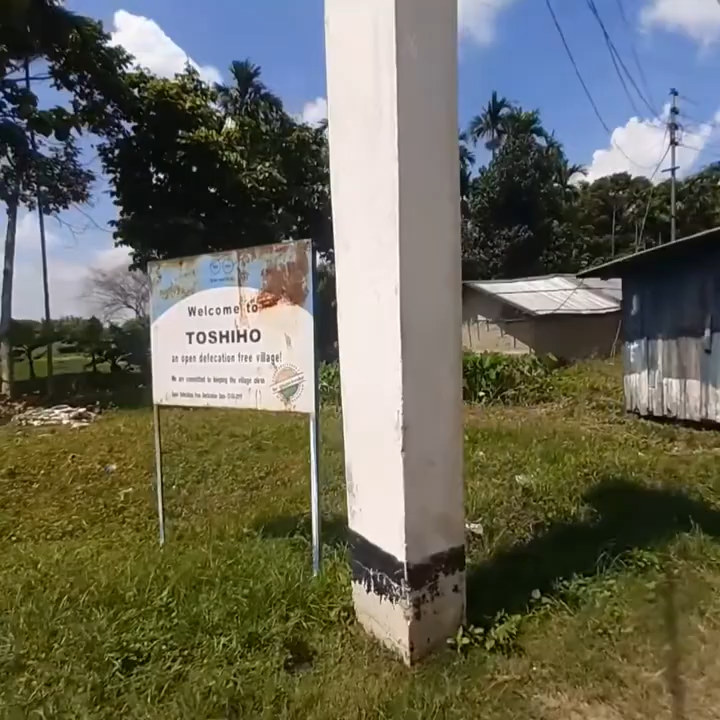 Welcome to
TOSHIHO
an open defecation free village!
We are committed to keeping the village clean